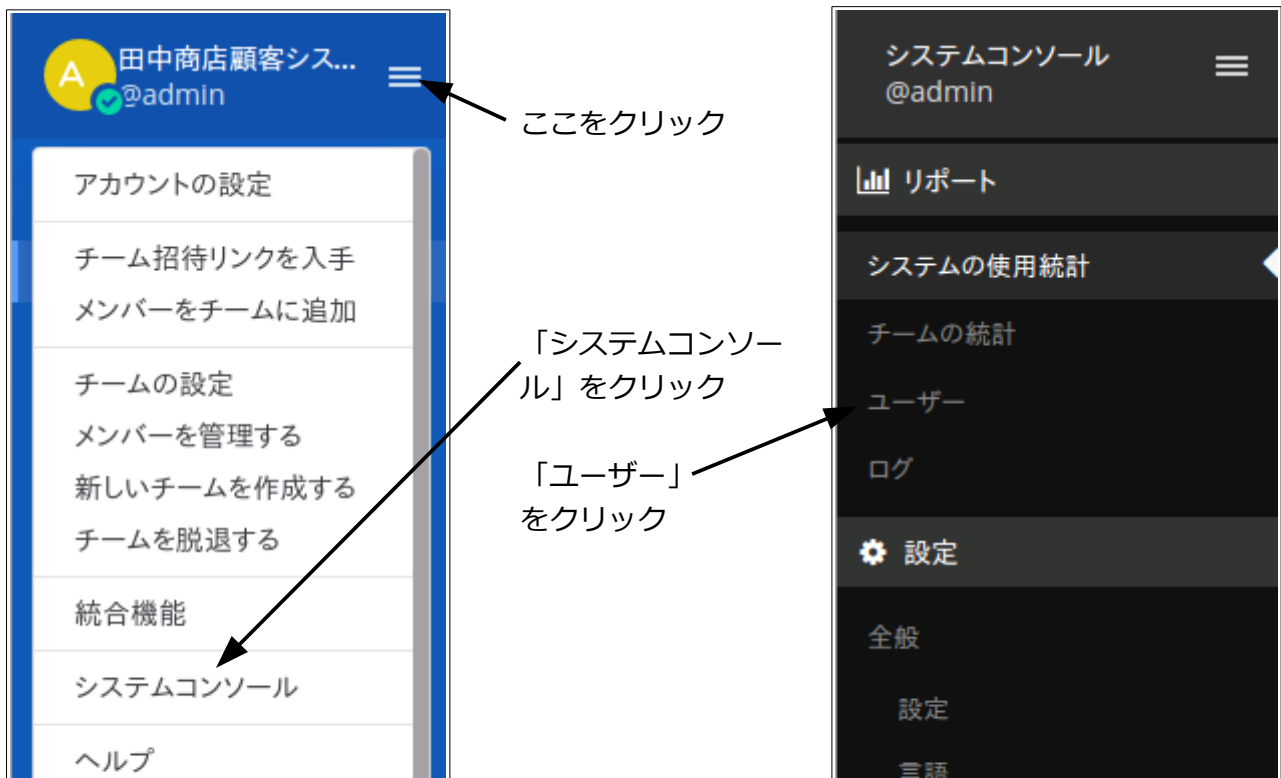 A
田中商店顧客シス...
@admin
アカウントの設定
チーム招待リンクを入手
メンバーをチームに追加
チームの設定
メンバーを管理する
新しいチームを作成する
チームを脱退する
統合機能
システムコンソール
ヘルプ
ここをクリック
「システムコンソー
ル」をクリック
「ユーザー」
をクリック
システムコンソール
@admin
リポート
システムの使用統計
チームの統計
ユーザー
ログ
設定
全般
設定
言語